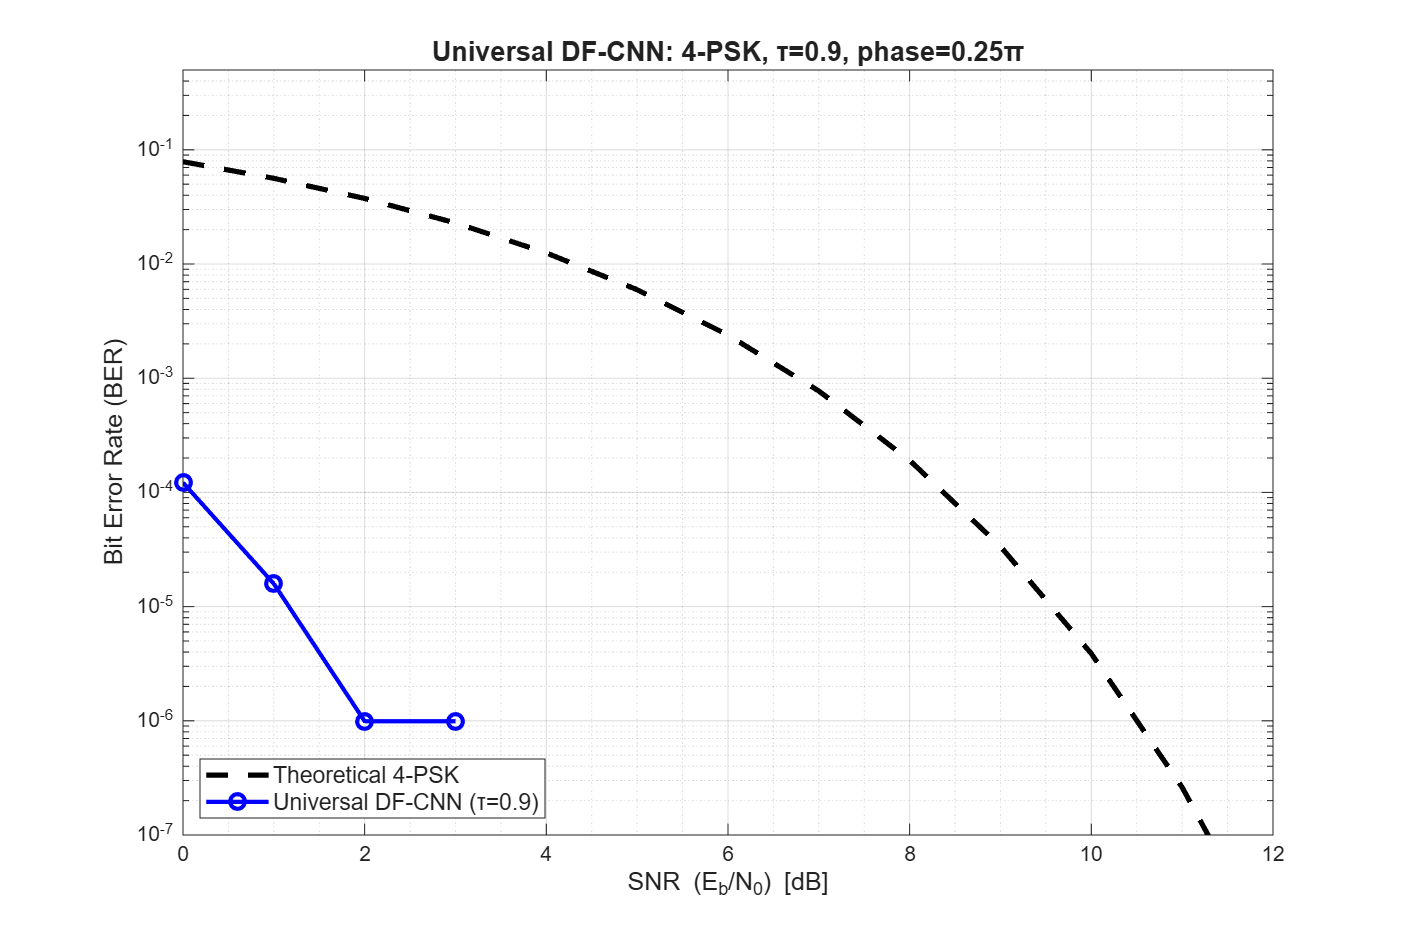 Universal DF-CNN: 4-PSK, τ=0.9, phase=0.25π
10^-1
10^-2
10^-3
10^-4
10^-5
10^-6
10^-7
Bit Error Rate (BER)
Theoretical 4-PSK
Universal DF-CNN (τ=0.9)
0 2 4 6 8 10 12
SNR (E_b/N_0) [dB]